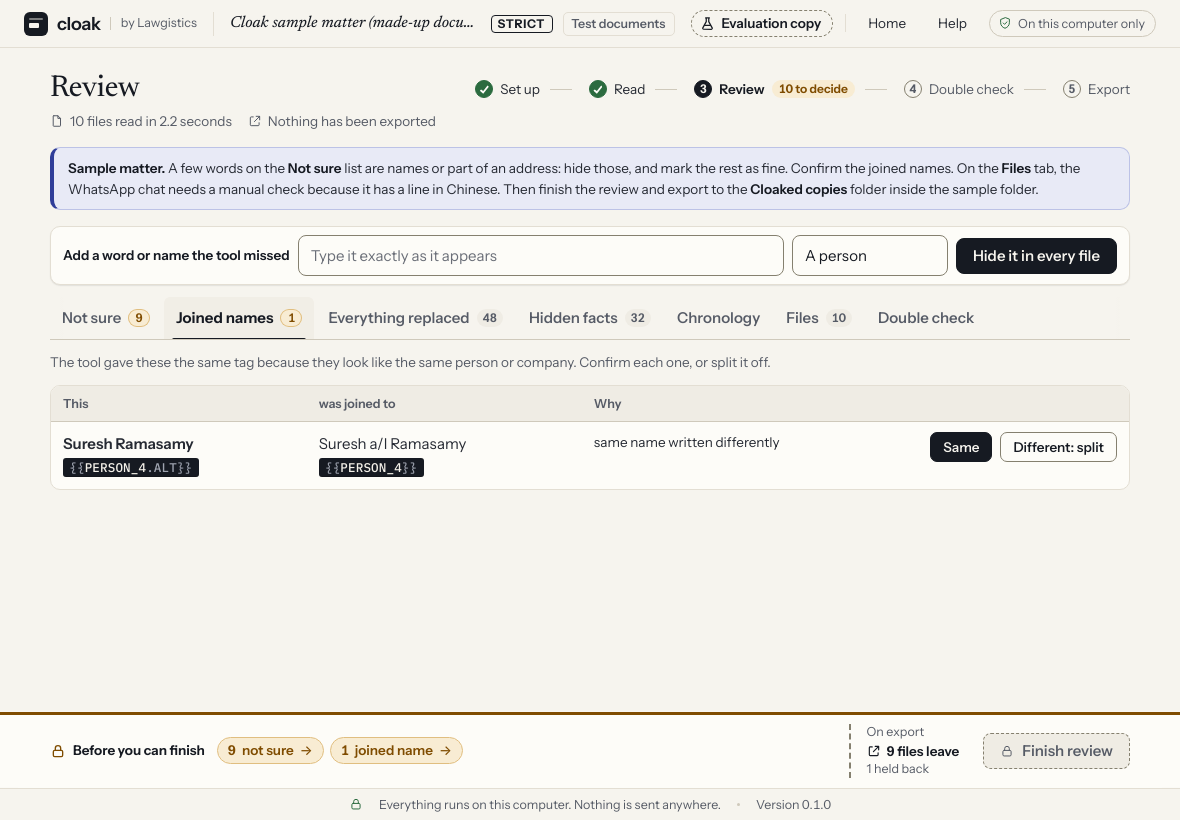 cloak by Lawgistics Cloak sample matter (made-up docu... STRICT Test documents Evaluation copy Home Help On this computer only
Review
Set up Read 3 Review 10 to decide 4 Double check 5 Export
10 files read in 2.2 seconds Nothing has been exported
Sample matter. A few words on the Not sure list are names or part of an address: hide those, and mark the rest as fine. Confirm the joined names. On the Files tab, the
WhatsApp chat needs a manual check because it has a line in Chinese. Then finish the review and export to the Cloaked copies folder inside the sample folder.
Add a word or name the tool missed Type it exactly as it appears A person Hide it in every file
Not sure 9 Joined names 1 Everything replaced 48 Hidden facts 32 Chronology Files 10 Double check
The tool gave these the same tag because they look like the same person or company. Confirm each one, or split it off.
This was joined to Why
Suresh Ramasamy Suresh a/l Ramasamy same name written differently Same Different: split
{{PERSON_4.ALT}} {{PERSON_4}}
Before you can finish 9 not sure → 1 joined name →
On export
9 files leave
1 held back
Finish review
Everything runs on this computer. Nothing is sent anywhere. • Version 0.1.0